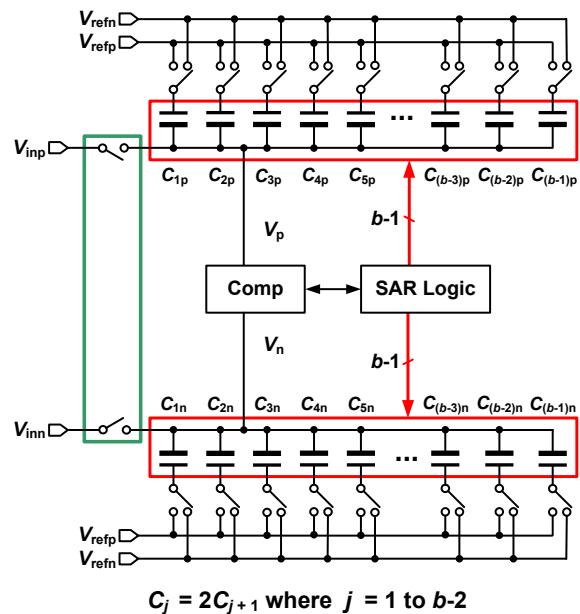 Vrefn
Vrefp
Vinp
C1p C2p C3p C4p C5p ... C(b-3)p C(b-2)p C(b-1)p
Vp b-1
Comp SAR Logic
Vn b-1
C1n C2n C3n C4n C5n C(b-3)n C(b-2)n C(b-1)n
Vinn
...
Vrefp
Vrefn
Cj = 2Cj + 1 where j = 1 to b-2